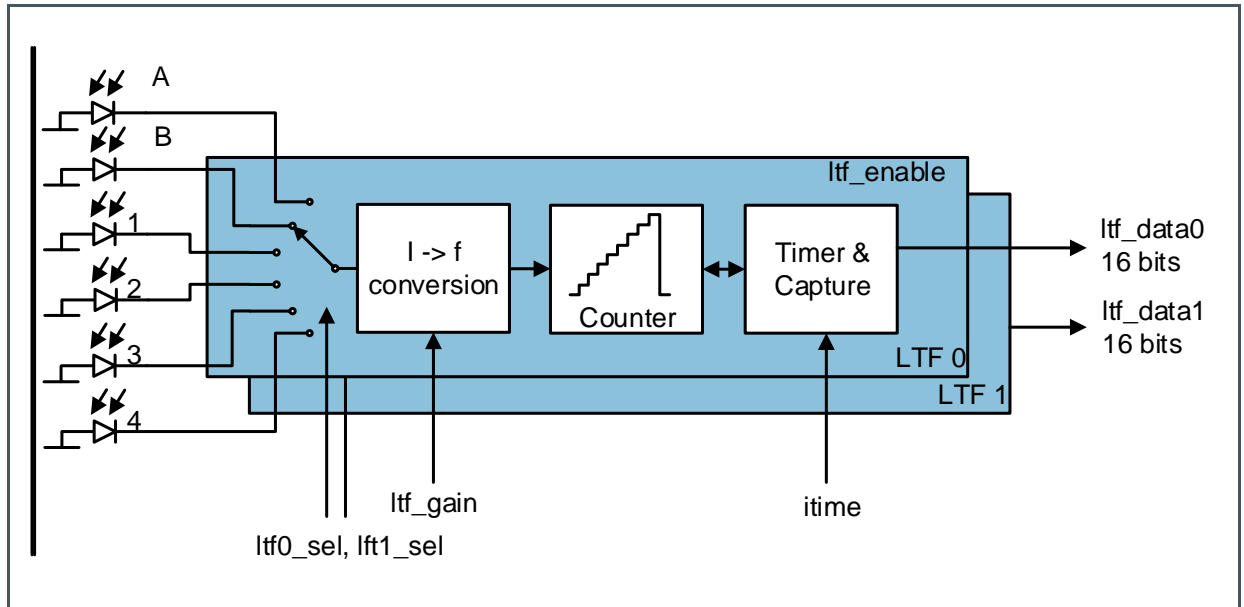 A
B
1
2
3
4
ltf_enable
I -> f
conversion
Counter
Timer &
Capture
LTF 0
LTF 1
ltf_data0
16 bits
ltf_data1
16 bits
ltf_gain
itime
ltf0_sel, lft1_sel